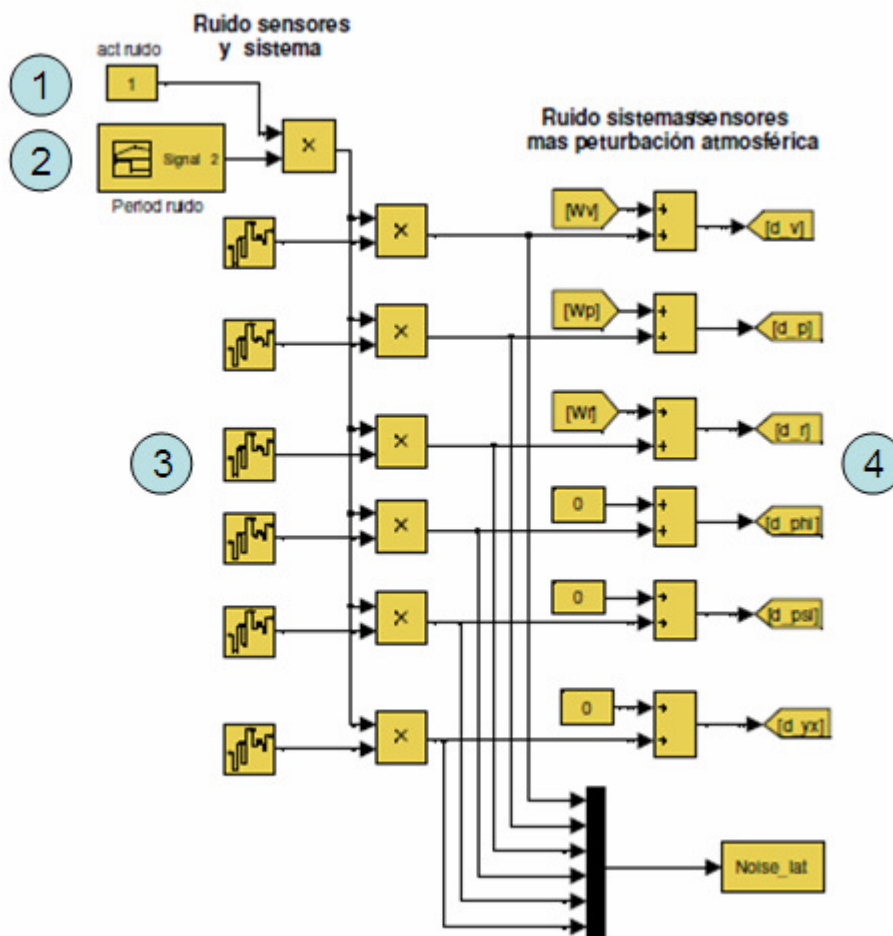 Ruido sensores
y sistema
act ruido
1
1
2
Signal 2
Period ruido
Ruido sistemas/sensores
mas peturbación atmosférica
[Wv]
[d_v]
[Wp]
[d_p]
[Wr]
[d_r]
3
4
0
[d_phi]
0
[d_psi]
0
[d_yx]
Noise_lat